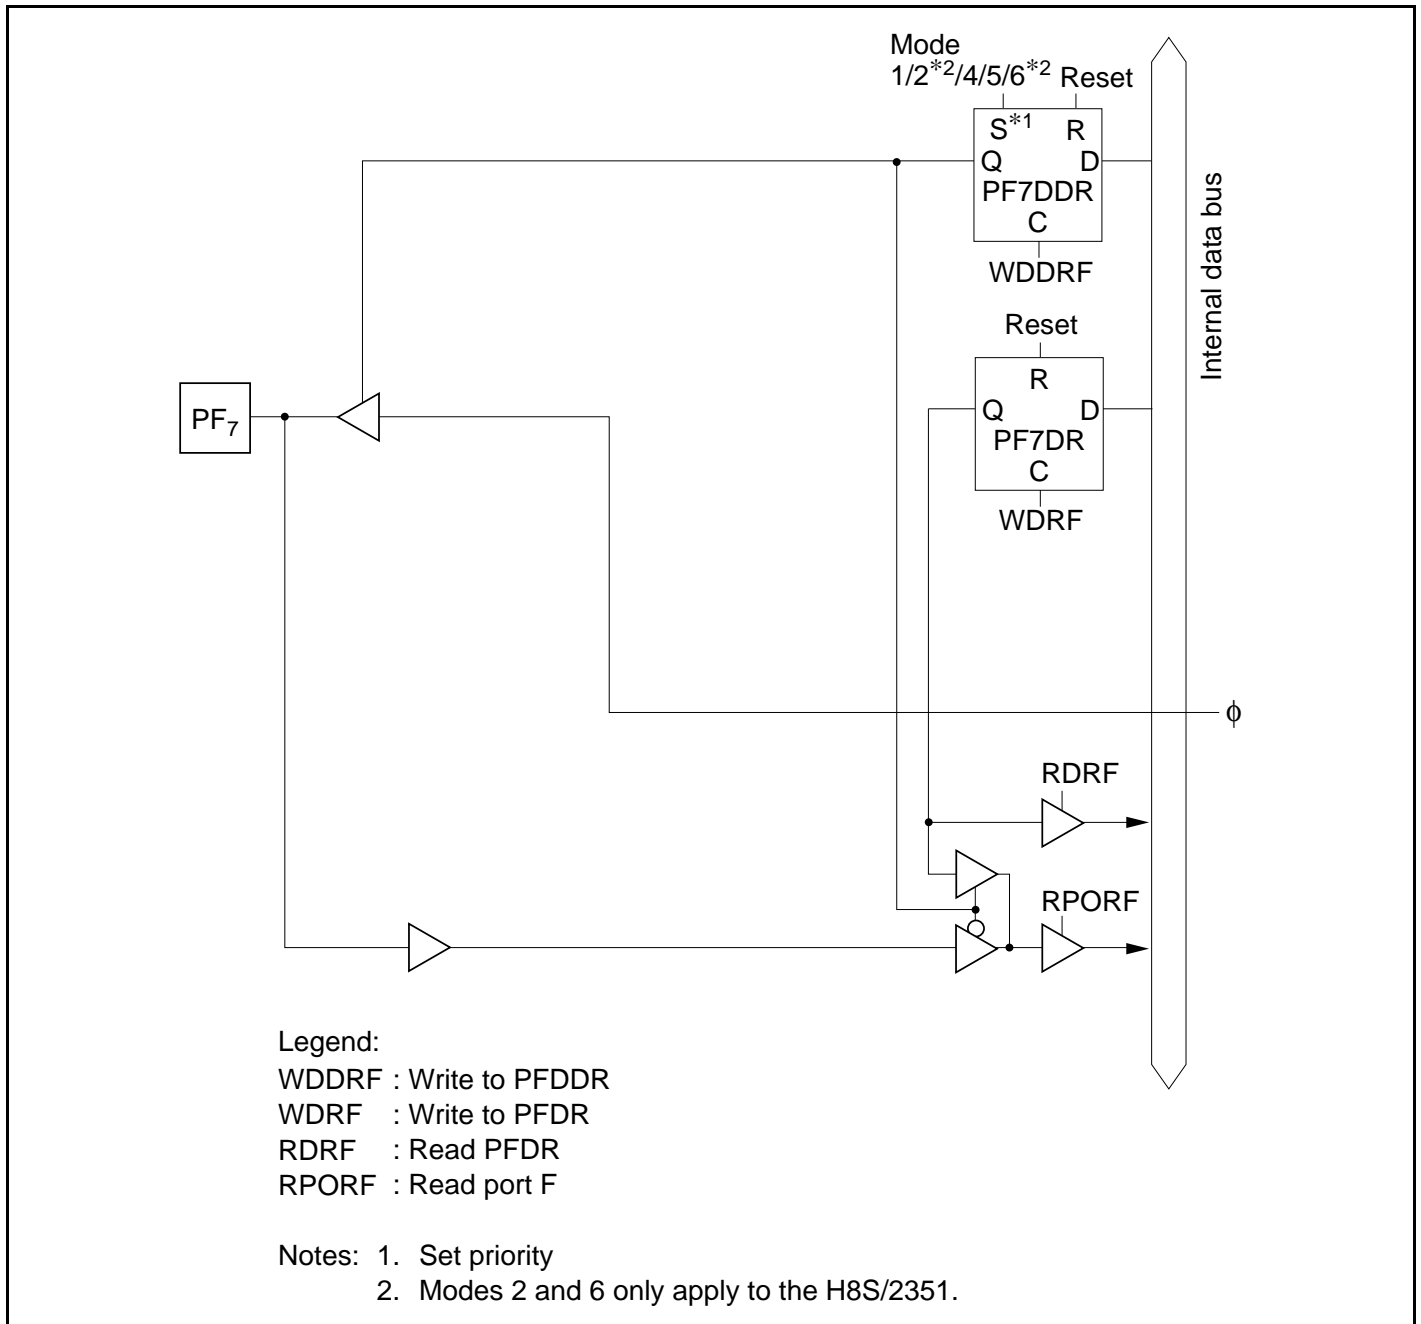 Mode
1/2*2/4/5/6*2 Reset
S*1 R
Q D
PF7DDR
C
WDDRF
Internal data bus
Reset
R
Q D
PF7DR
C
WDRF
PF7
ϕ
RDRF
RPORF
Legend:
WDDRF : Write to PFDDR
WDRF : Write to PFDR
RDRF : Read PFDR
RPORF : Read port F
Notes: 1. Set priority
2. Modes 2 and 6 only apply to the H8S/2351.